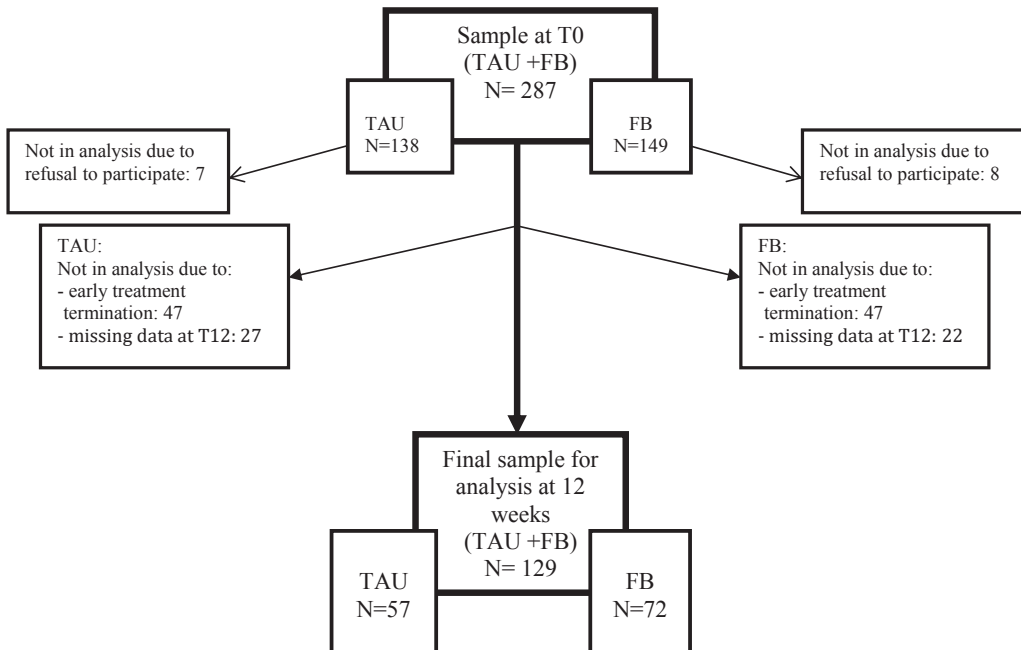 Sample at T0
(TAU +FB)
N= 287
TAU
N=138
FB
N=149
Not in analysis due to
refusal to participate: 7
Not in analysis due to
refusal to participate: 8
TAU:
Not in analysis due to:
- early treatment
termination: 47
- missing data at T12: 27
FB:
Not in analysis due to:
- early treatment
termination: 47
- missing data at T12: 22
Final sample for
analysis at 12
weeks
(TAU +FB)
N= 129
TAU
N=57
FB
N=72